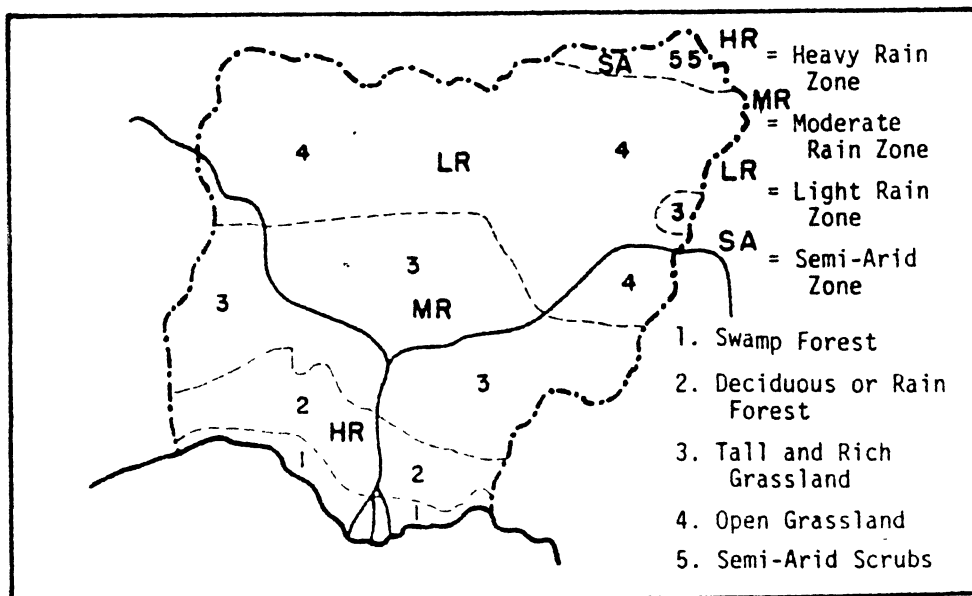 HR
= Heavy Rain
Zone
MR
= Moderate
Rain Zone
LR
= Light Rain
Zone
SA
= Semi-Arid
Zone
1. Swamp Forest
2. Deciduous or Rain
Forest
3. Tall and Rich
Grassland
4. Open Grassland
5. Semi-Arid Scrubs
SA
55
4
LR
4
3
3
4
3
MR
3
2
HR
1
2
1